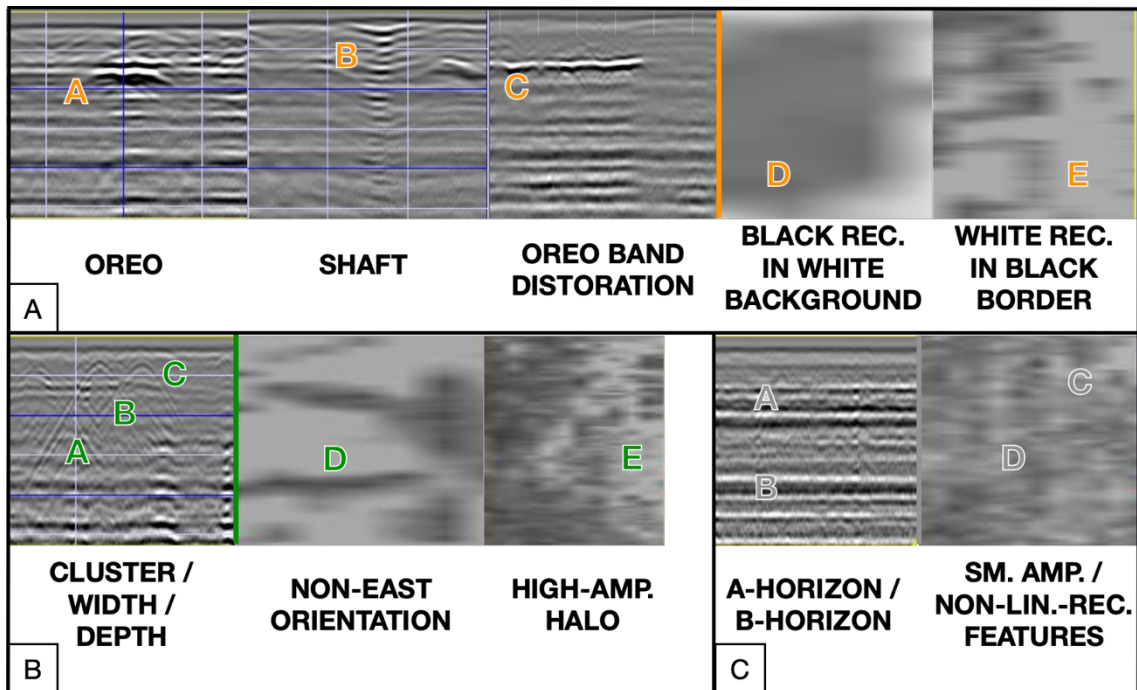 A
B
C
D
E
OREO
SHAFT
OREO BAND
DISTORATION
BLACK REC.
IN WHITE
BACKGROUND
WHITE REC.
IN BLACK
BORDER
A
A
B
C
D
E
CLUSTER /
WIDTH /
DEPTH
NON-EAST
ORIENTATION
HIGH-AMP.
HALO
B
A
B
C
D
A-HORIZON /
B-HORIZON
SM. AMP. /
NON-LIN.-REC.
FEATURES
C